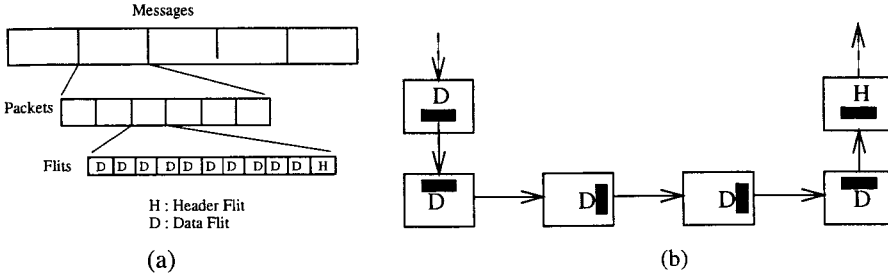 Messages
Packets
Flits
D D D D D D D D D D H
H : Header Flit
D : Data Flit
(a)
D
H
D
D
D
D
(b)